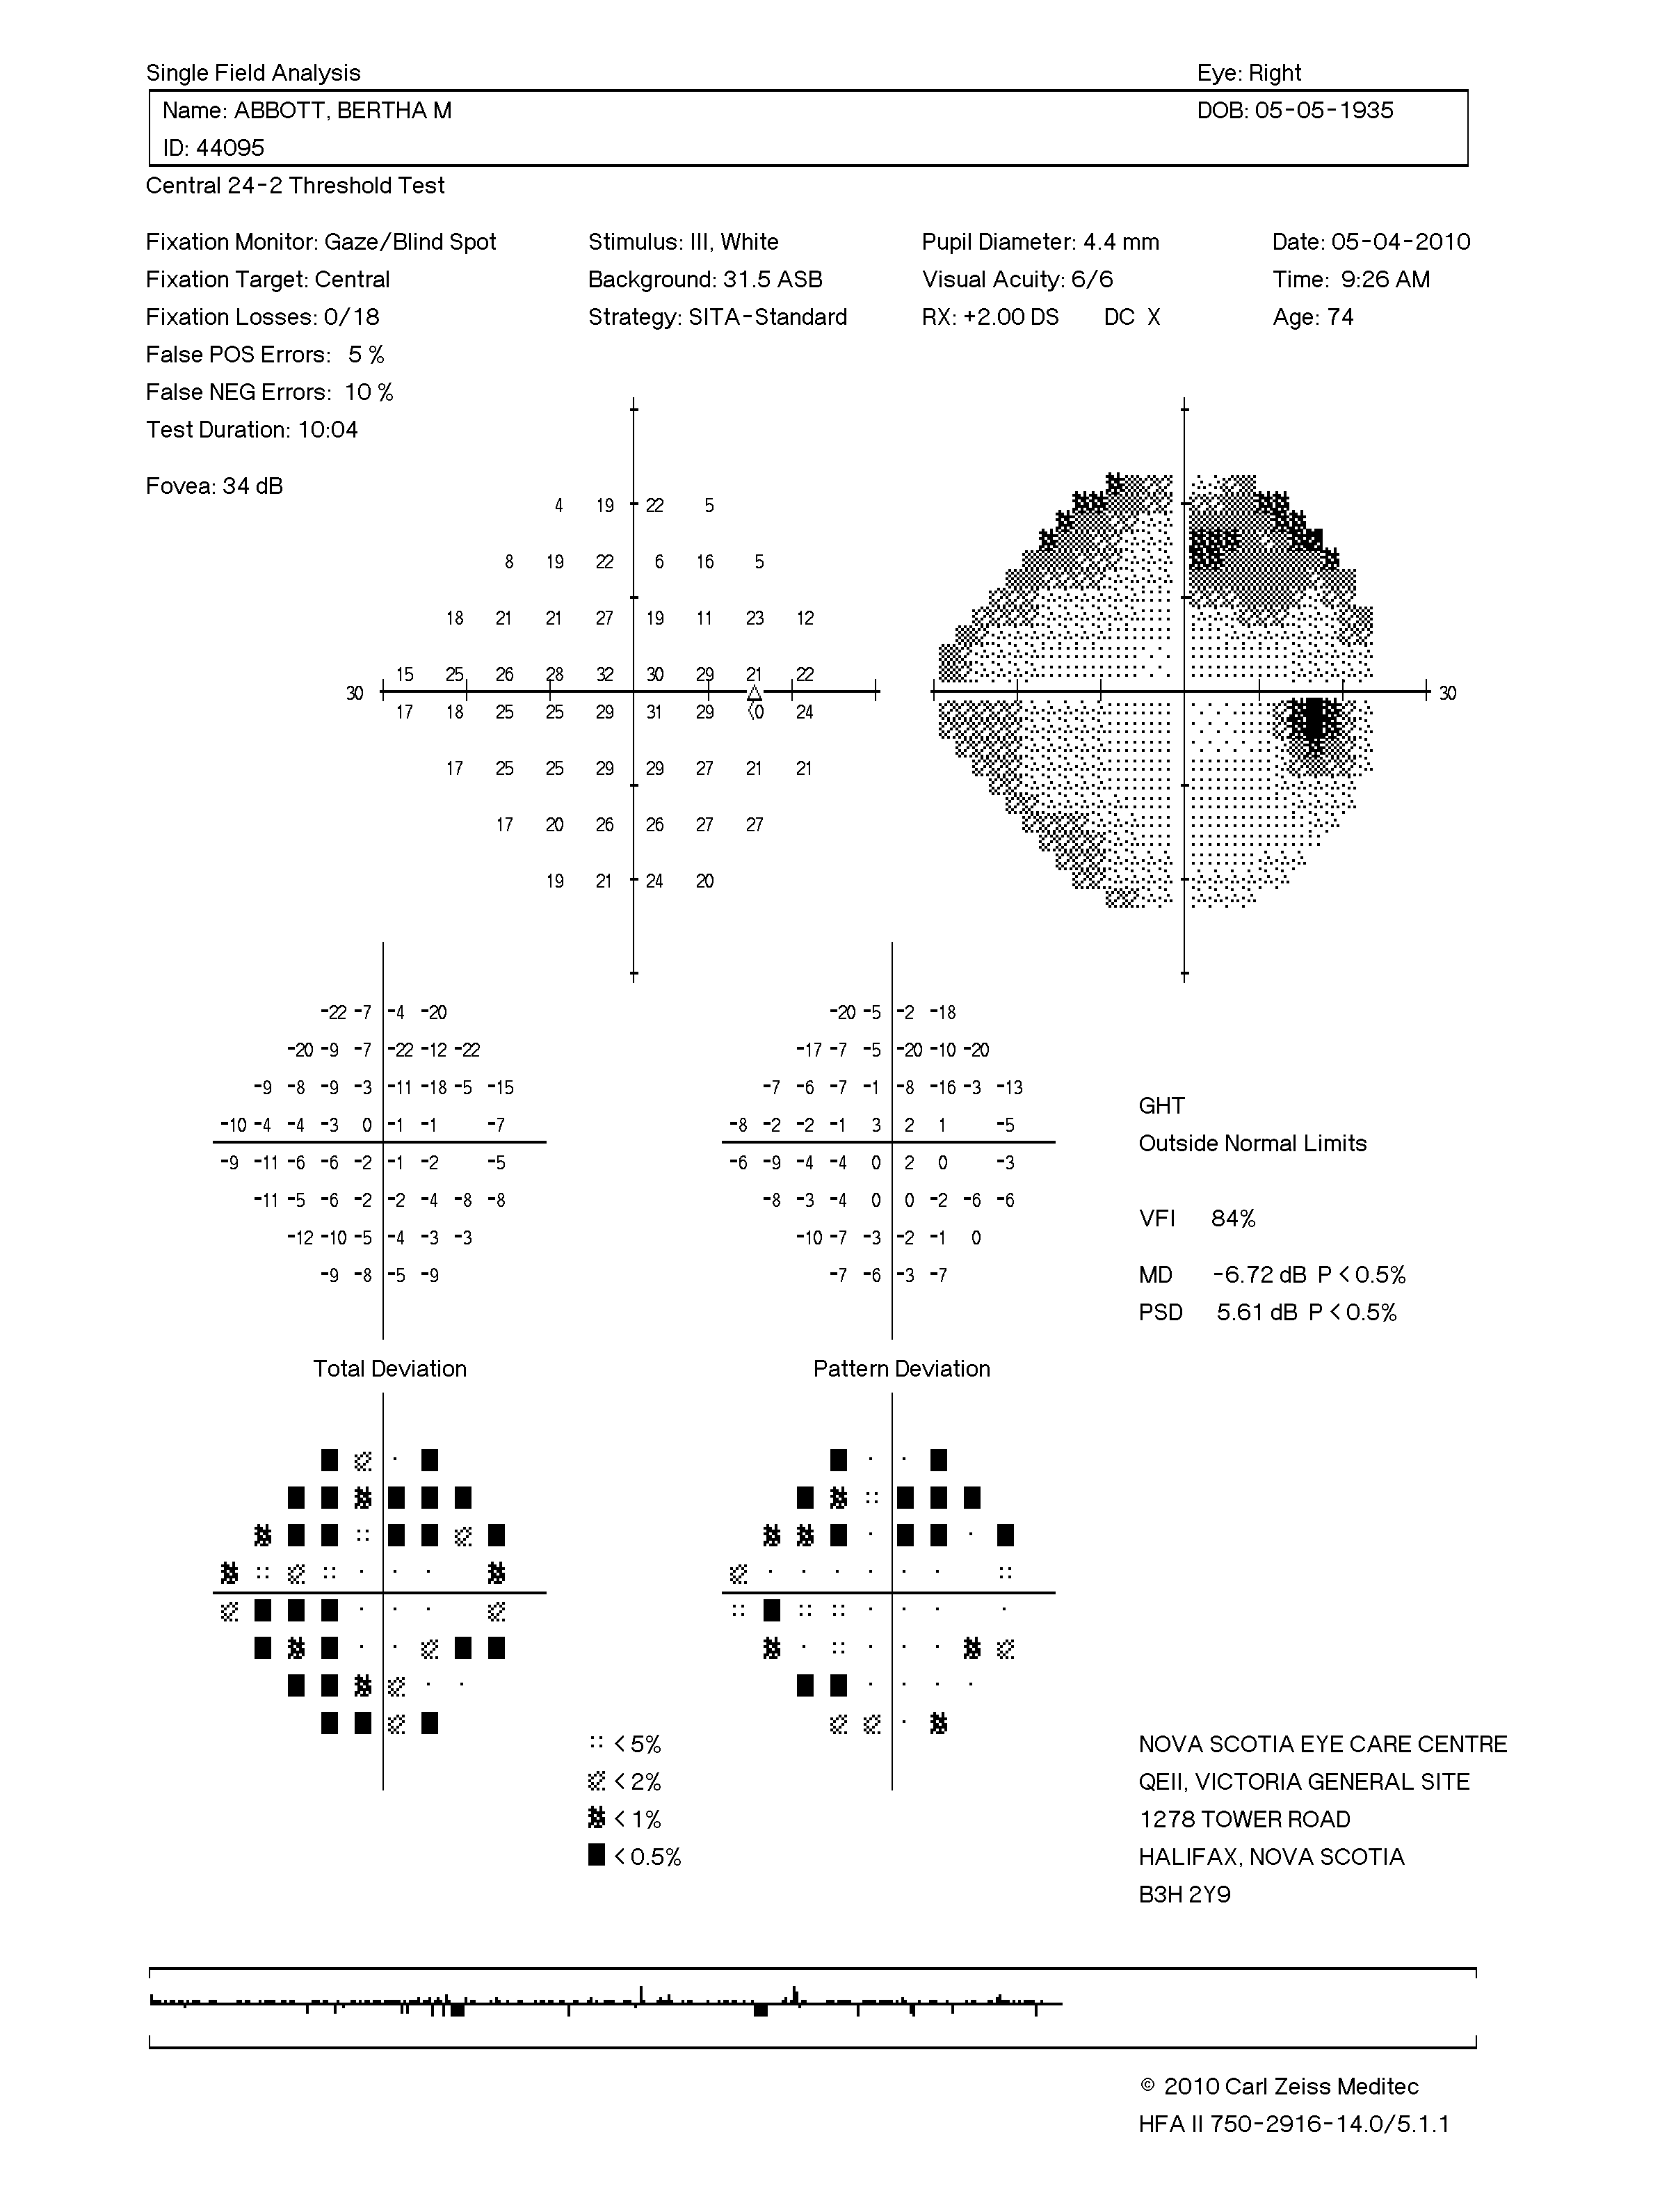 Single Field Analysis Eye: Right
Name: ABBOTT, BERTHA M DOB: 05-05-1935
ID: 44095
Central 24-2 Threshold Test
Fixation Monitor: Gaze/Blind Spot Stimulus: III, White Pupil Diameter: 4.4 mm Date: 05-04-2010
Fixation Target: Central Background: 31.5 ASB Visual Acuity: 6/6 Time: 9:26 AM
Fixation Losses: 0/18 Strategy: SITA-Standard RX: +2.00 DS DC X Age: 74
False POS Errors: 5 %
False NEG Errors: 10 %
Test Duration: 10:04
Fovea: 34 dB
4 19 22 5
8 19 22 6 16 5
18 21 21 27 19 11 23 12
15 25 26 28 32 30 29 21 22
30 30
17 18 25 25 29 31 29 <0 24
17 25 25 29 29 27 21 21
17 20 26 26 27 27
19 21 24 20
-22 -7 -4 -20 -20 -5 -2 -18
-20 -9 -7 -22 -12 -22 -17 -7 -5 -20 -10 -20
-9 -8 -9 -3 -11 -18 -5 -15 -7 -6 -7 -1 -8 -16 -3 -13
GHT
-10 -4 -4 -3 0 -1 -1 -7 -8 -2 -2 -1 3 2 1 -5
Outside Normal Limits
-9 -11 -6 -6 -2 -1 -2 -5 -6 -9 -4 -4 0 2 0 -3
-11 -5 -6 -2 -2 -4 -8 -8 -8 -3 -4 0 0 -2 -6 -6
VFI 84%
-12 -10 -5 -4 -3 -3 -10 -7 -3 -2 -1 0
-9 -8 -5 -9 -7 -6 -3 -7
MD -6.72 dB P < 0.5%
PSD 5.61 dB P < 0.5%
Total Deviation Pattern Deviation
< 5% NOVA SCOTIA EYE CARE CENTRE
< 2% QEII, VICTORIA GENERAL SITE
< 1% 1278 TOWER ROAD
< 0.5% HALIFAX, NOVA SCOTIA
B3H 2Y9
© 2010 Carl Zeiss Meditec
HFA II 750-2916-14.0/5.1.1